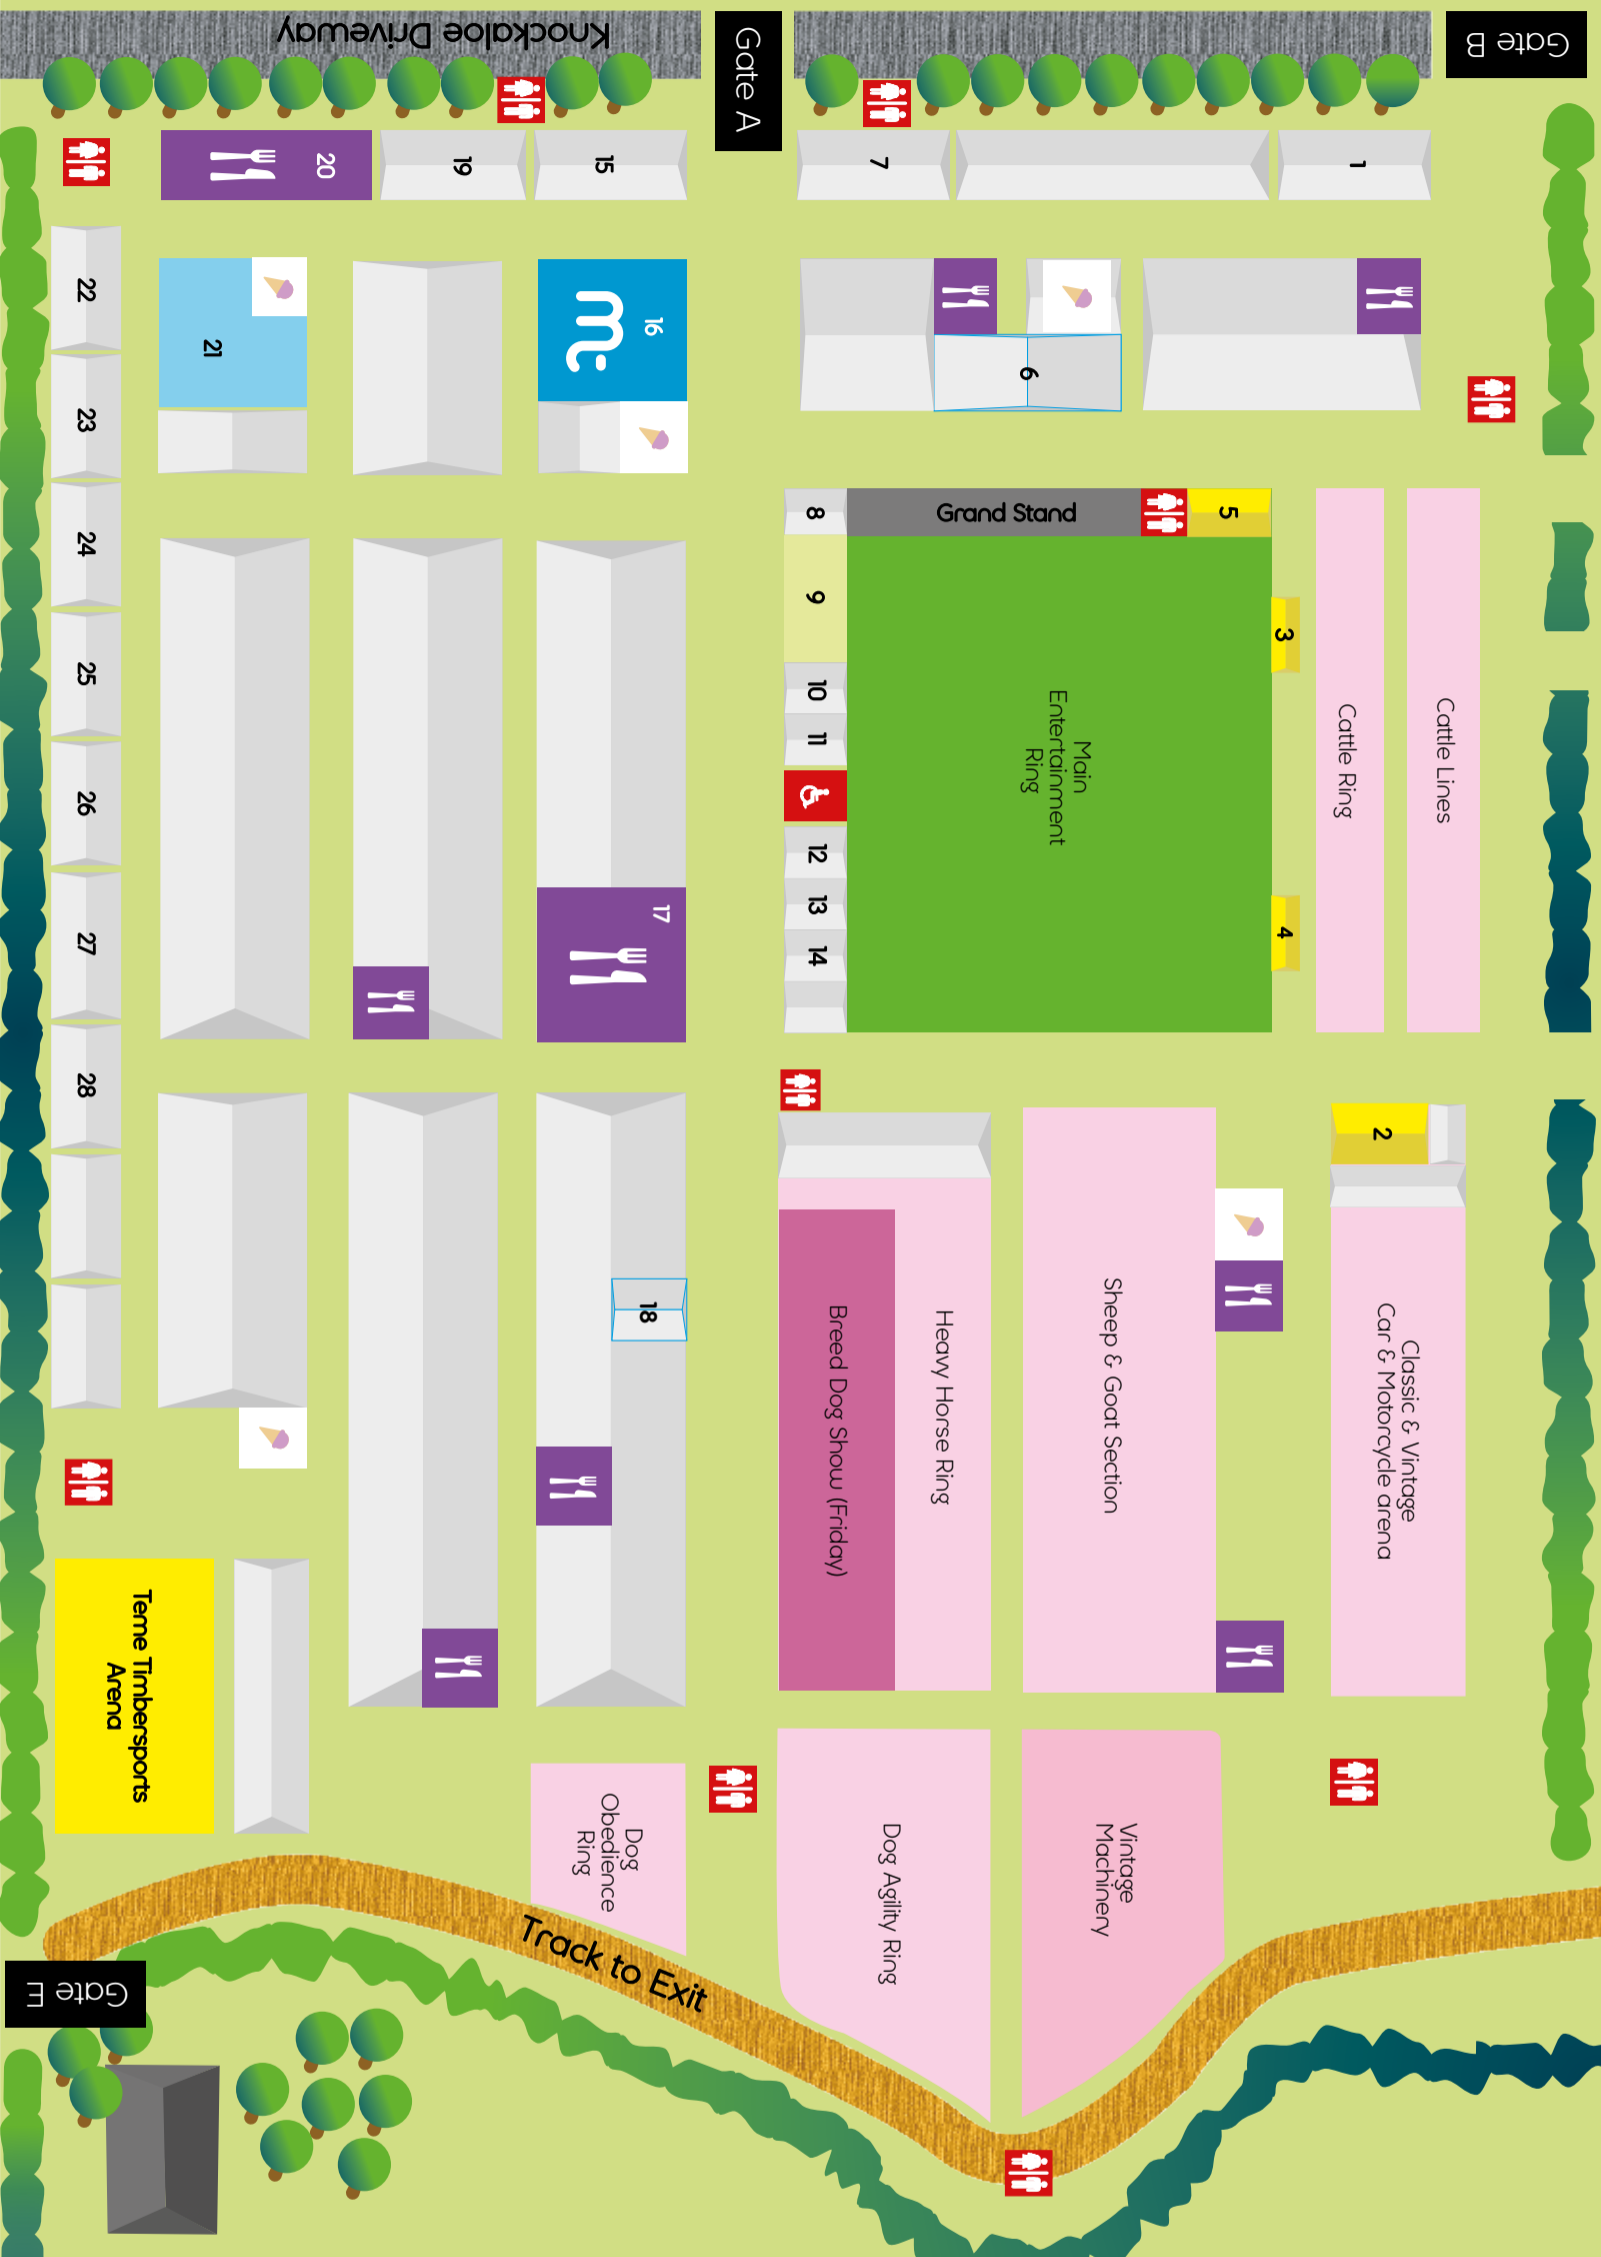 Knockaloe Driveway
Gate A
Gate B
20
19
15
7
1
22
21
16
6
23
24
25
26
27
28
8
Grand Stand
5
9
10
11
12
13
14
3
4
Main
Entertainment
Ring
Cattle Ring
Cattle Lines
17
18
2
Breed Dog Show (Friday)
Heavy Horse Ring
Sheep & Goat Section
Classic & Vintage
Car & Motorcycle arena
Teme Timbersports
Arena
Dog
Obedience
Ring
Dog Agility Ring
Vintage
Machinery
Track to Exit
Gate E